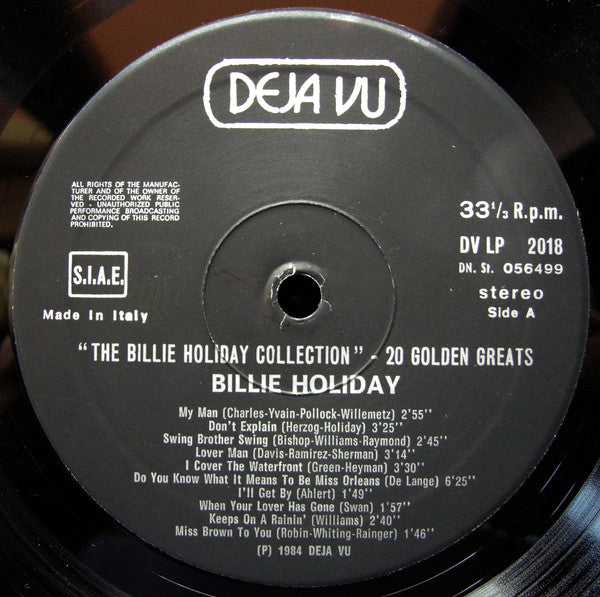 DEJA VU
ALL RIGHTS OF THE MANUFAC-
TURER AND OF THE OWNER OF
THE RECORDED WORK RESER-
VED - UNAUTHORIZED PUBLIC
PERFORMANCE BROADCASTING
AND COPYING OF THIS RECORD
PROHIBITED.
S.I.A.E.
Made In Italy
33 1/3 R.p.m.
DV LP 2018
DN. St. 056499
stereo
Side A
"THE BILLIE HOLIDAY COLLECTION" - 20 GOLDEN GREATS
BILLIE HOLIDAY
My Man (Charles-Yvain-Pollock-Willemetz) 2'55''
Don't Explain (Herzog-Holiday) 3'25''
Swing Brother Swing (Bishop-Williams-Raymond) 2'45''
Lover Man (Davis-Ramirez-Sherman) 3'14''
I Cover The Waterfront (Green-Heyman) 3'30''
Do You Know What It Means To Be Miss Orleans (De Lange) 6'25''
I'll Get By (Ahlert) 1'49''
When Your Lover Has Gone (Swan) 1'57''
Keeps On A Rainin' (Williams) 2'40''
Miss Brown To You (Robin-Whiting-Rainger) 1'46''
(P) 1984 DEJA VU